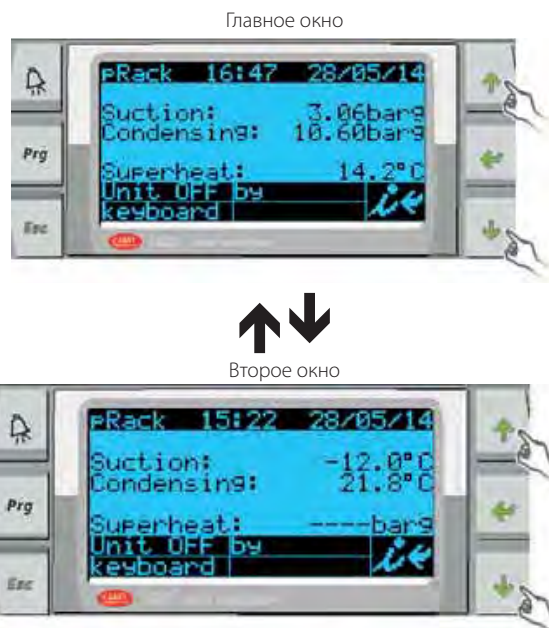 Главное окно
pRack 16:47 28/05/14
Suction: 3.06barg
Condensing: 10.60barg
Prg
Superheat: 14.2°C
Unit OFF by
keyboard
Esc
CAREL
Второе окно
pRack 15:22 28/05/14
Suction: -12.0°C
Condensing: 21.8°C
Prg
Superheat: ----barg
Unit OFF by
keyboard
Esc
CAREL